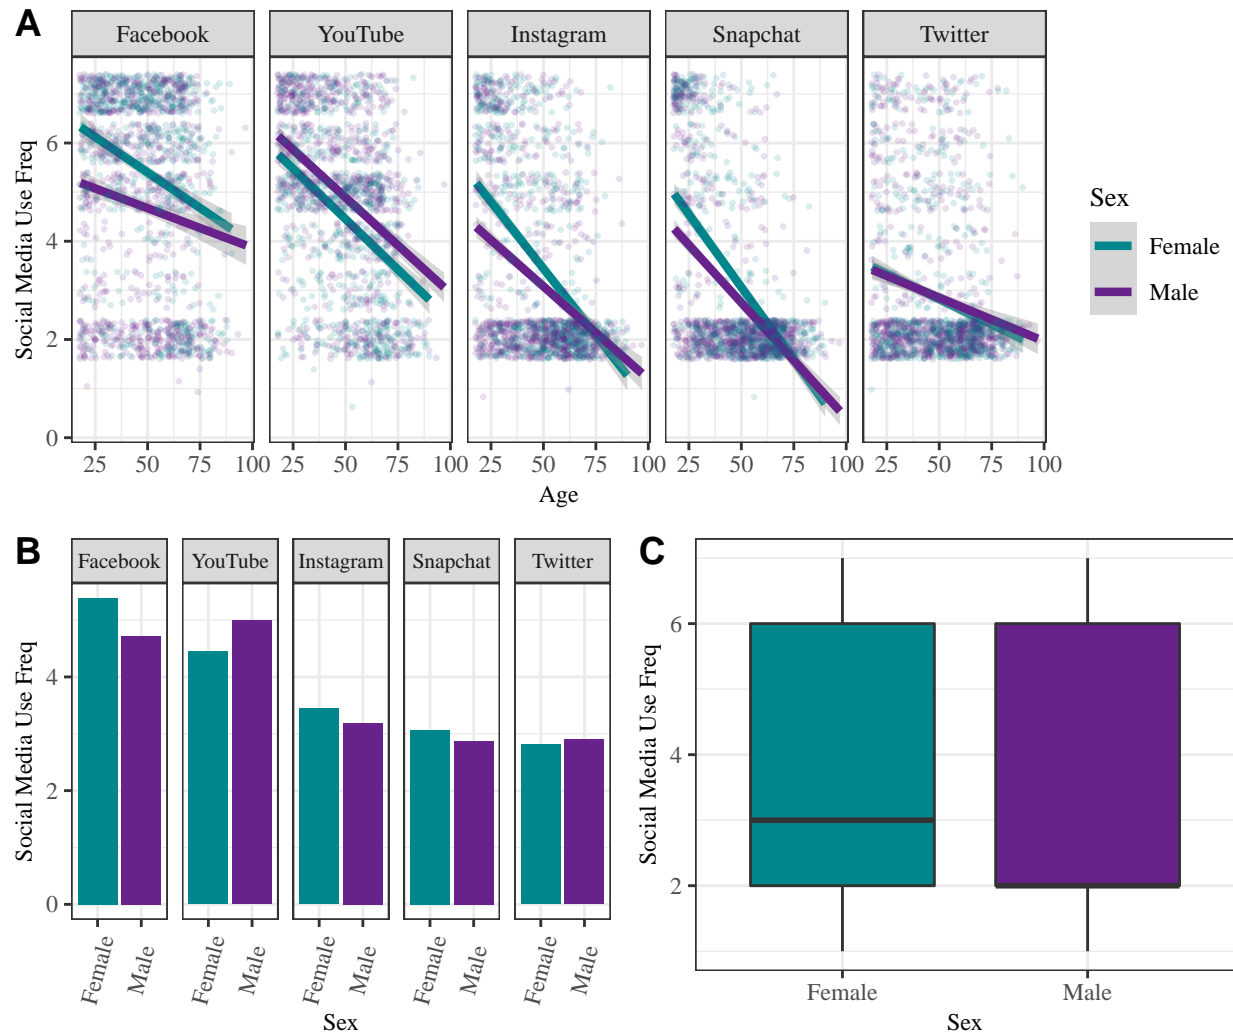 A
Facebook YouTube Instagram Snapchat Twitter
Social Media Use Freq
6
4
2
0
25 50 75 100 25 50 75 100 25 50 75 100 25 50 75 100 25 50 75 100
Age
Sex
Female
Male
B
Facebook YouTube Instagram Snapchat Twitter
Social Media Use Freq
4
2
0
Female Male Female Male Female Male Female Male Female Male
Sex
C
Social Media Use Freq
6
4
2
Female Male
Sex